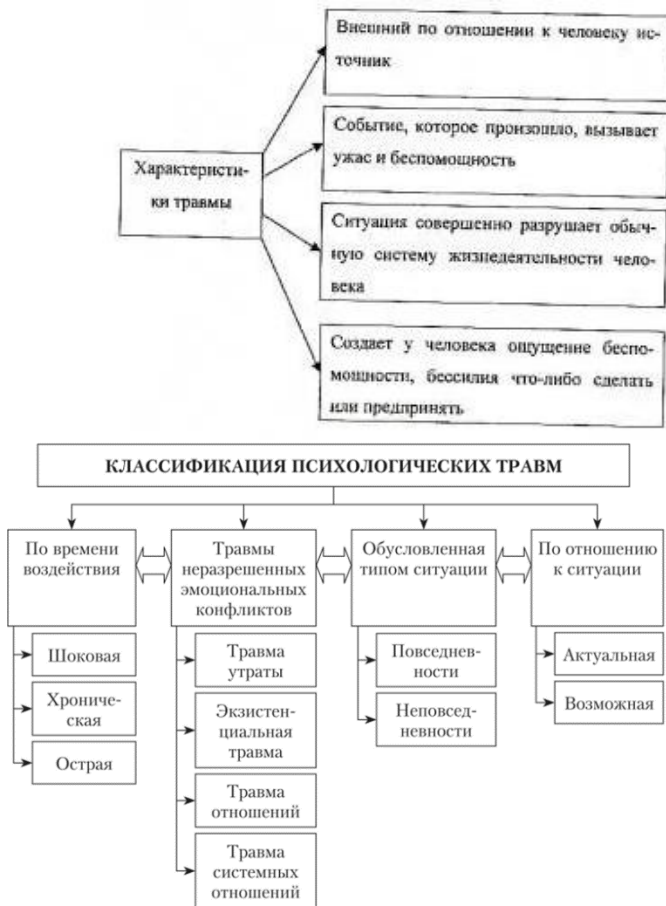 Характеристи-
ки травмы
Внешний по отношении к человеку ис-
точник
Событие, которое произошло, вызывает
ужас и беспомощность
Ситуация совершенно разрушает обыч-
ную систему жизнедеятельности чело-
века
Создает у человека ощущение беспо-
мощности, бессилия что-либо сделать
или предпринять
КЛАССИФИКАЦИЯ ПСИХОЛОГИЧЕСКИХ ТРАВМ
По времени
воздействия
Шоковая
Хрониче-
ская
Острая
Травмы
неразрешенных
эмоциональных
конфликтов
Травма
утраты
Экзистен-
циальная
травма
Травма
отношений
Травма
системных
отношений
Обусловленная
типом ситуации
Повседнев-
ности
Неповсед-
невности
По отношению
к ситуации
Актуальная
Возможная